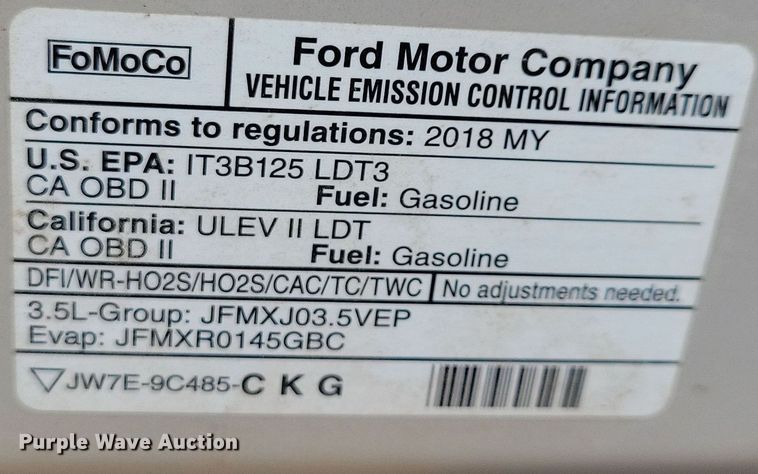 FoMoCo
Ford Motor Company
VEHICLE EMISSION CONTROL INFORMATION
Conforms to regulations: 2018 MY
U.S. EPA: IT3B125 LDT3
CA OBD II Fuel: Gasoline
California: ULEV II LDT
CA OBD II Fuel: Gasoline
DFI/WR-HO2S/HO2S/CAC/TC/TWC No adjustments needed.
3.5L-Group: JFMXJ03.5VEP
Evap: JFMXR0145GBC
JW7E-9C485-C K G
Purple Wave Auction